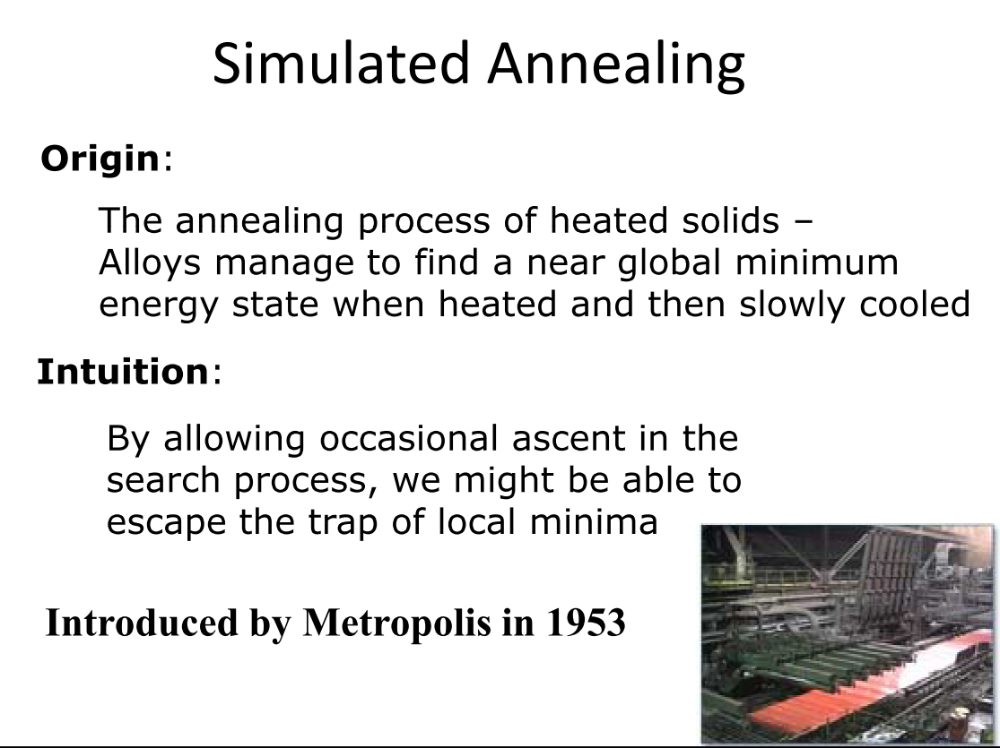 Simulated Annealing
Origin:
The annealing process of heated solids –
Alloys manage to find a near global minimum
energy state when heated and then slowly cooled
Intuition:
By allowing occasional ascent in the
search process, we might be able to
escape the trap of local minima
Introduced by Metropolis in 1953